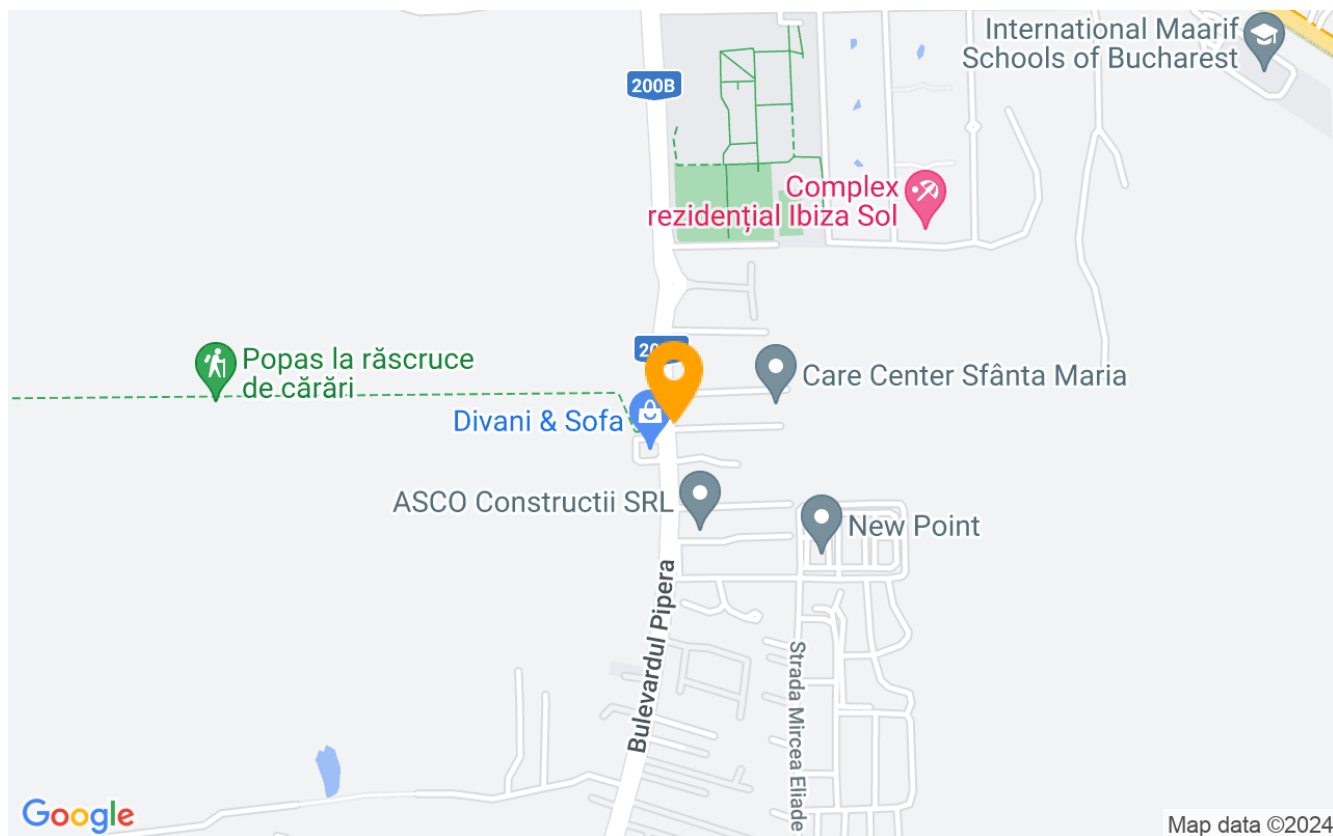 International Maarif
Schools of Bucharest
200B
Complex
rezidențial Ibiza Sol
Popas la răscruce
de cărări
Care Center Sfânta Maria
Divani & Sofa
ASCO Constructii SRL
New Point
Bulevardul Pipera
Strada Mircea Eliade
Google
Map data ©2024